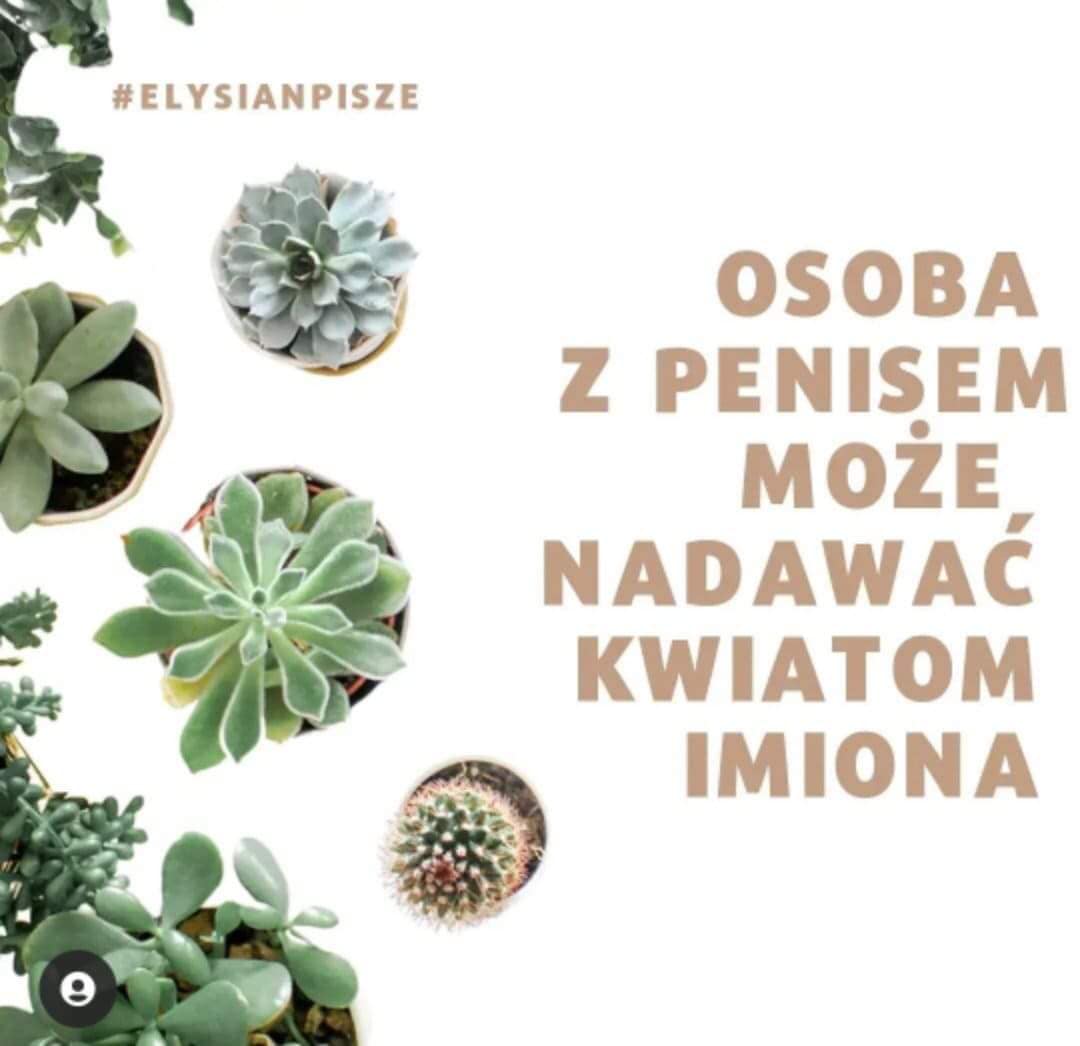 #ELYSIANPISZE
OSOBA
Z PENISEM
MOŻE
NADAWAĆ
KWIATOM
IMIONA